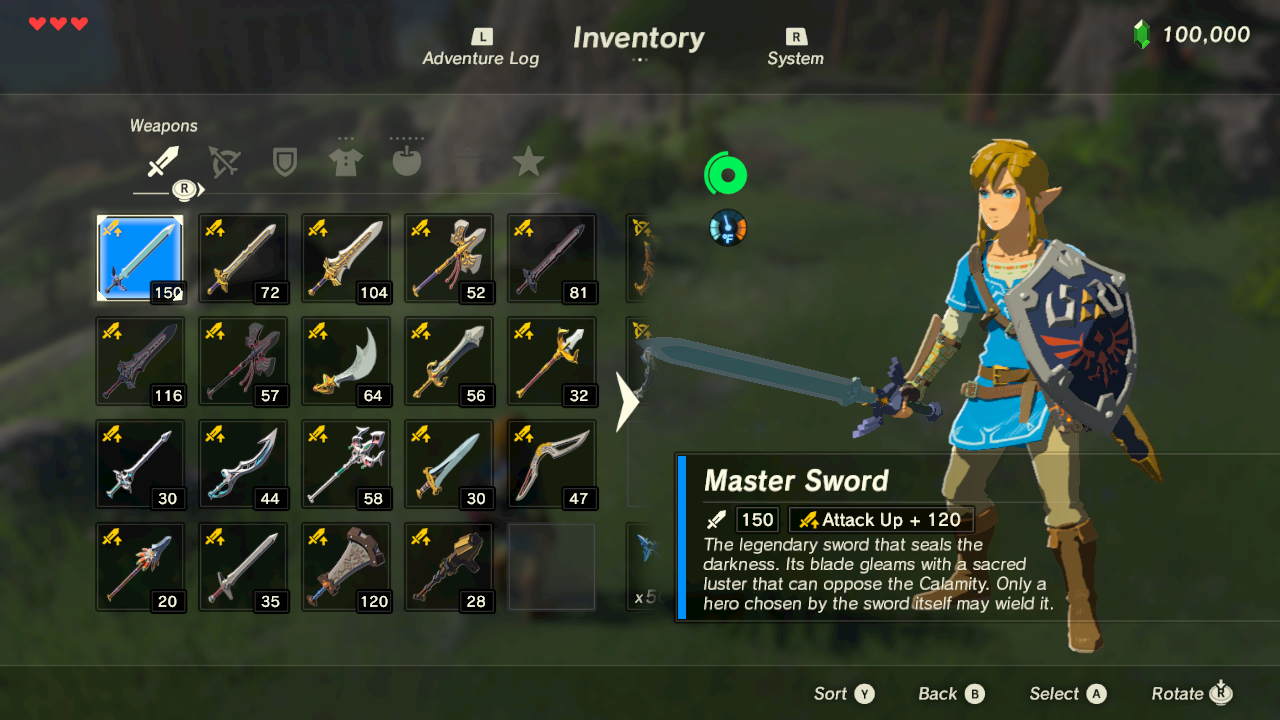 L
Inventory
R
100,000
Adventure Log
System
Weapons
R
150
72
104
52
81
°F
116
57
64
56
32
30
44
58
30
47
Master Sword
150
Attack Up + 120
The legendary sword that seals the
darkness. Its blade gleams with a sacred
luster that can oppose the Calamity. Only a
hero chosen by the sword itself may wield it.
20
35
120
28
Sort Y
Back B
Select A
Rotate R